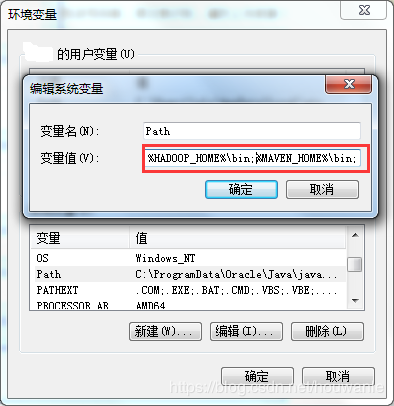 环境变量
的用户变量(U)
编辑系统变量
变量名(N):
Path
变量值(V):
%HADOOP_HOME%\bin;%MAVEN_HOME%\bin;
确定
取消
变量
值
OS
Windows_NT
Path
C:\ProgramData\Oracle\Java\java...
PATHEXT
.COM;.EXE;.BAT;.CMD;.VBS;.VBE;....
PROCESSOR_AR
AMD64
新建(W)...
编辑(I)...
删除(L)
确定
取消
https://blog.csdn.net/houwanle